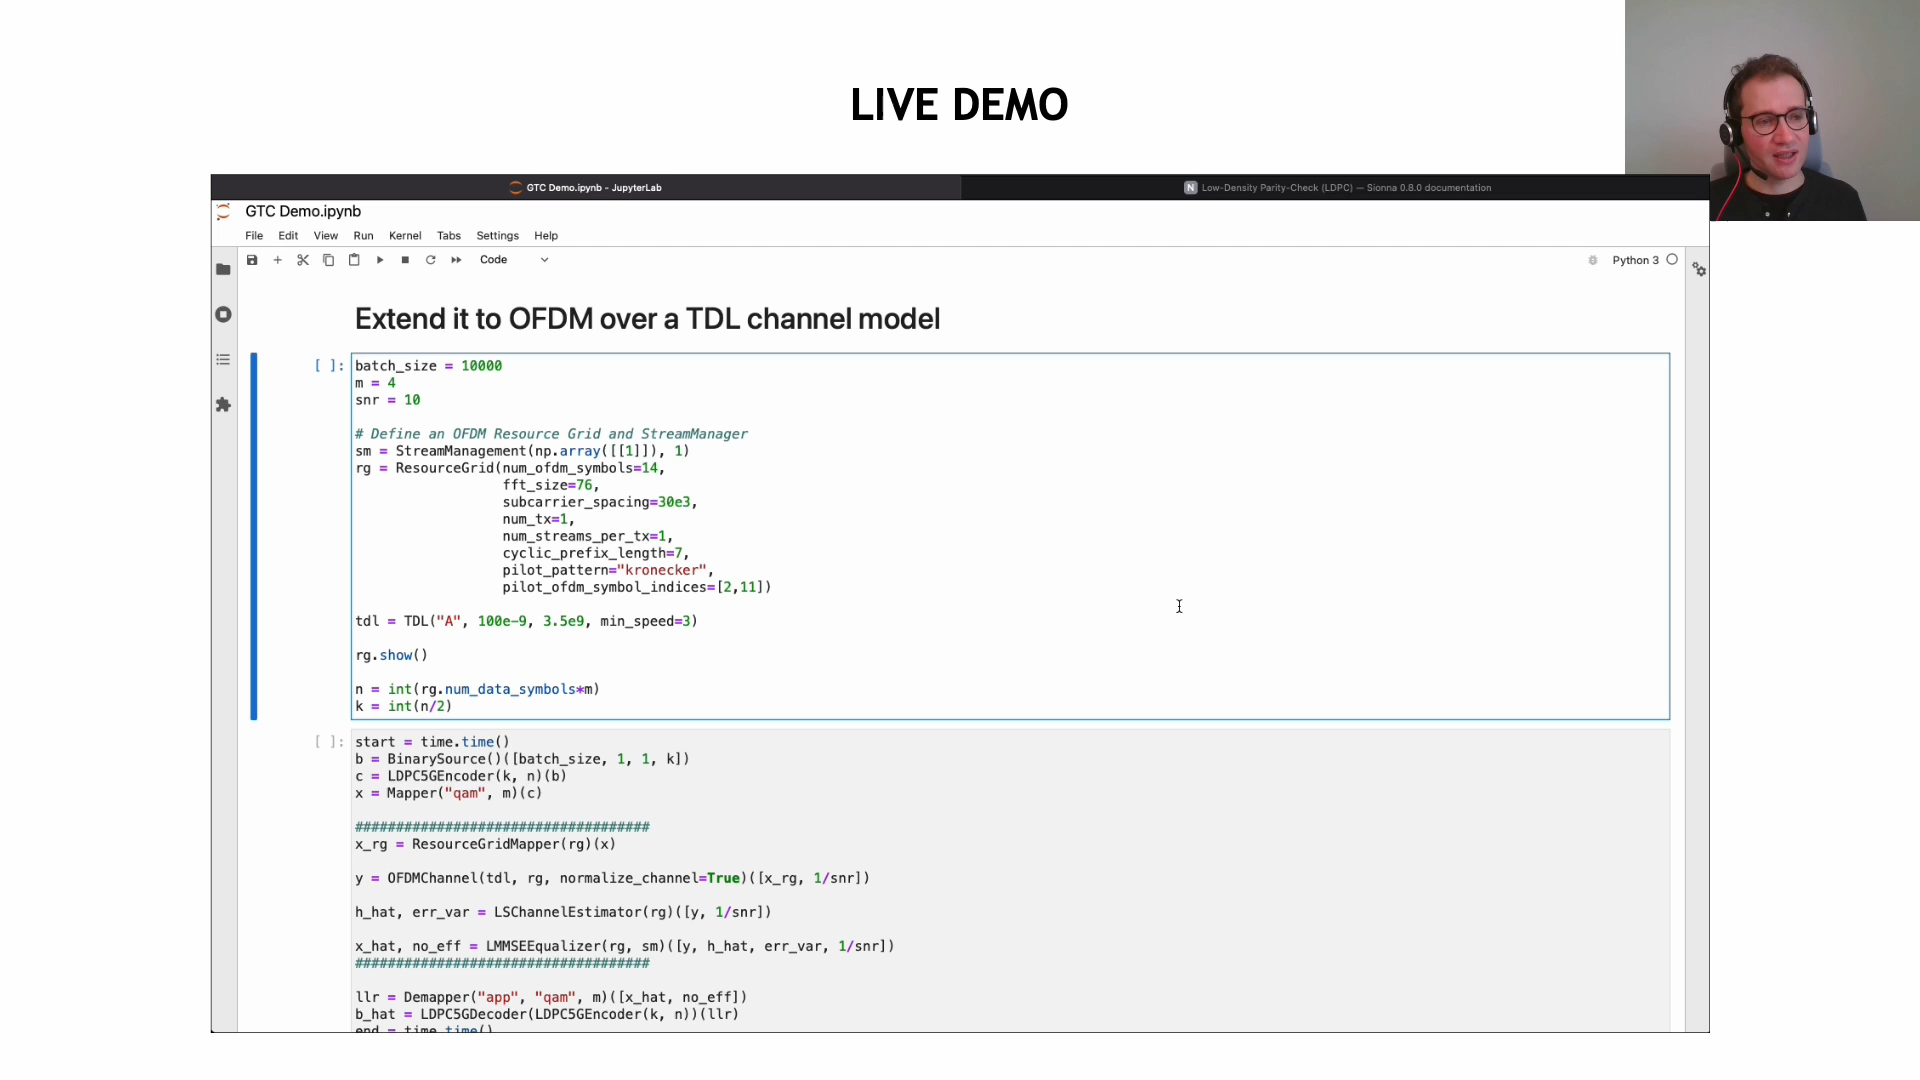 LIVE DEMO
GTC Demo.ipynb - JupyterLab
N Low-Density Parity-Check (LDPC) — Sionna 0.8.0 documentation
GTC Demo.ipynb
File Edit View Run Kernel Tabs Settings Help
Code
Python 3
Extend it to OFDM over a TDL channel model
[ ]: batch_size = 10000
m = 4
snr = 10
# Define an OFDM Resource Grid and StreamManager
sm = StreamManagement(np.array([[1]]), 1)
rg = ResourceGrid(num_ofdm_symbols=14,
fft_size=76,
subcarrier_spacing=30e3,
num_tx=1,
num_streams_per_tx=1,
cyclic_prefix_length=7,
pilot_pattern="kronecker",
pilot_ofdm_symbol_indices=[2,11])
tdl = TDL("A", 100e-9, 3.5e9, min_speed=3)
rg.show()
n = int(rg.num_data_symbols*m)
k = int(n/2)
[ ]: start = time.time()
b = BinarySource()([batch_size, 1, 1, k])
c = LDPC5GEncoder(k, n)(b)
x = Mapper("qam", m)(c)
####################################
x_rg = ResourceGridMapper(rg)(x)
y = OFDMChannel(tdl, rg, normalize_channel=True)([x_rg, 1/snr])
h_hat, err_var = LSChannelEstimator(rg)([y, 1/snr])
x_hat, no_eff = LMMSEEqualizer(rg, sm)([y, h_hat, err_var, 1/snr])
####################################
llr = Demapper("app", "qam", m)([x_hat, no_eff])
b_hat = LDPC5GDecoder(LDPC5GEncoder(k, n))(llr)
end = time.time()